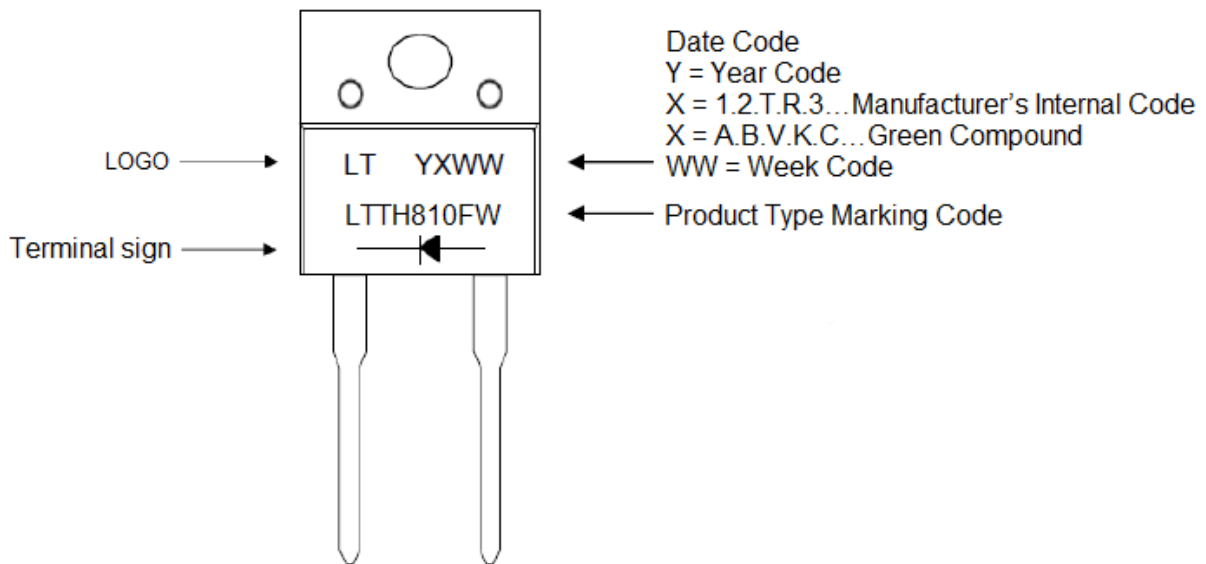 Date Code
Y = Year Code
X = 1.2.T.R.3...Manufacturer's Internal Code
X = A.B.V.K.C...Green Compound
WW = Week Code
LOGO
LT YXWW
LTTH810FW
Product Type Marking Code
Terminal sign